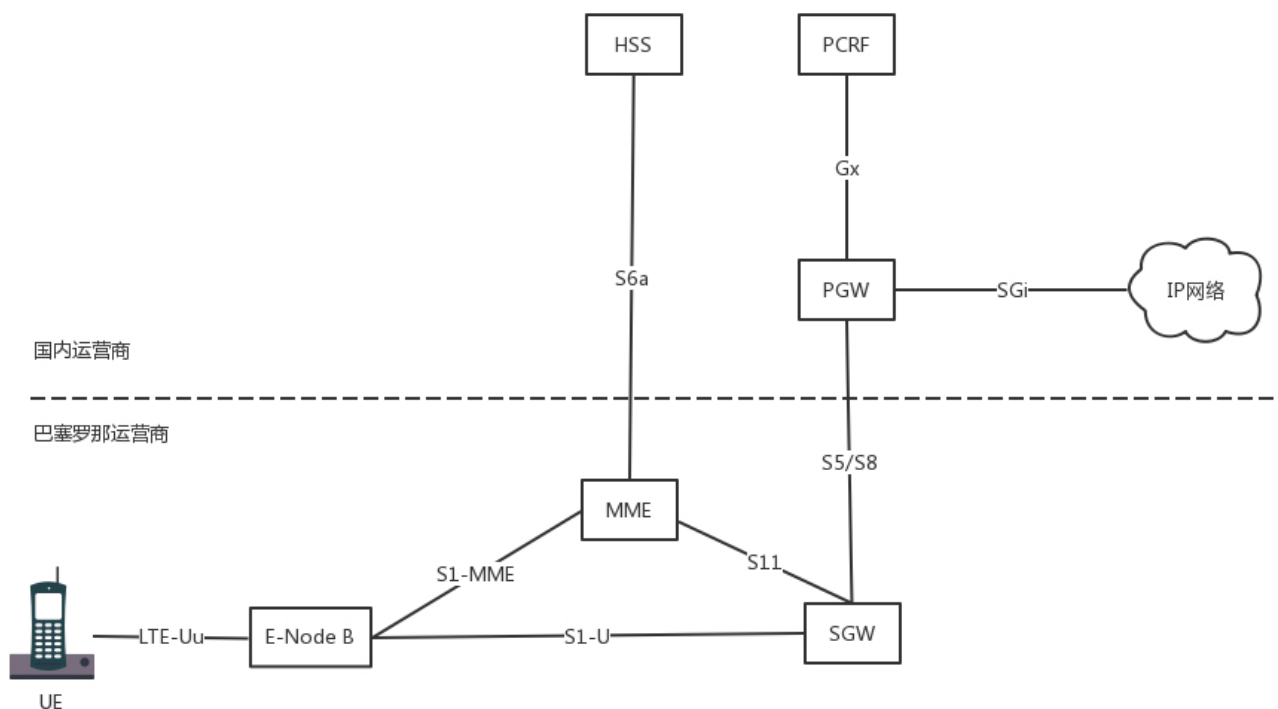 HSS
PCRF
Gx
S6a
PGW
SGi
IP网络
国内运营商
巴塞罗那运营商
S5/S8
MME
S11
S1-MME
LTE-Uu
E-Node B
S1-U
SGW
UE